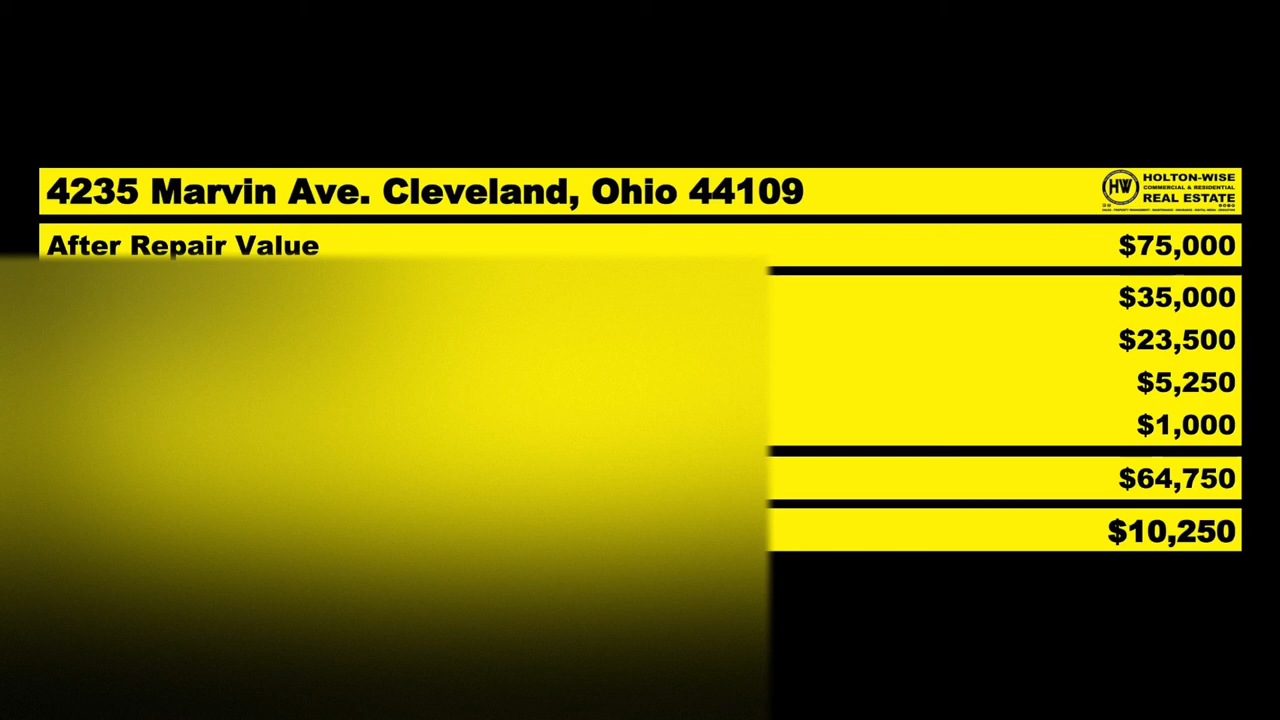 4235 Marvin Ave. Cleveland, Ohio 44109
HW
HOLTON-WISE
COMMERCIAL & RESIDENTIAL
REAL ESTATE
After Repair Value $75,000
$35,000
$23,500
$5,250
$1,000
$64,750
$10,250